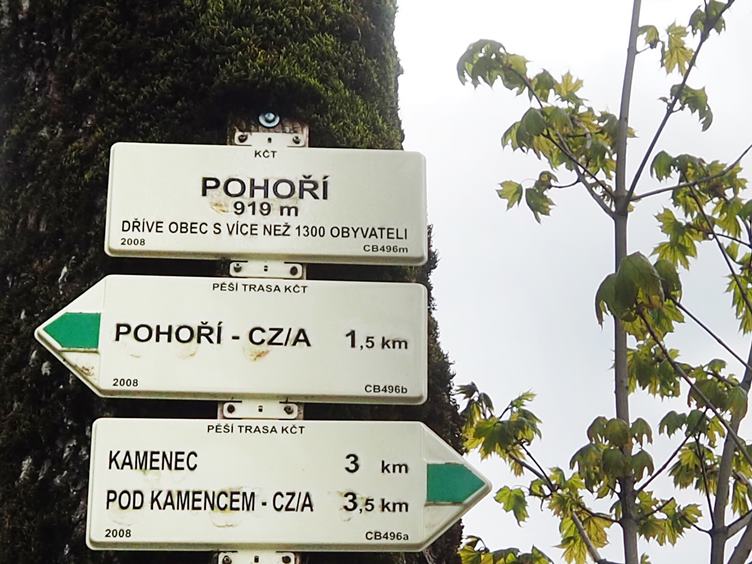 KČT
POHOŘÍ
919 m
DŘÍVE OBEC S VÍCE NEŽ 1300 OBYVATELI
2008 CB496m
PĚŠÍ TRASA KČT
POHOŘÍ - CZ/A 1,5 km
2008 CB496b
PĚŠÍ TRASA KČT
KAMENEC 3 km
POD KAMENCEM - CZ/A 3,5 km
2008 CB496a